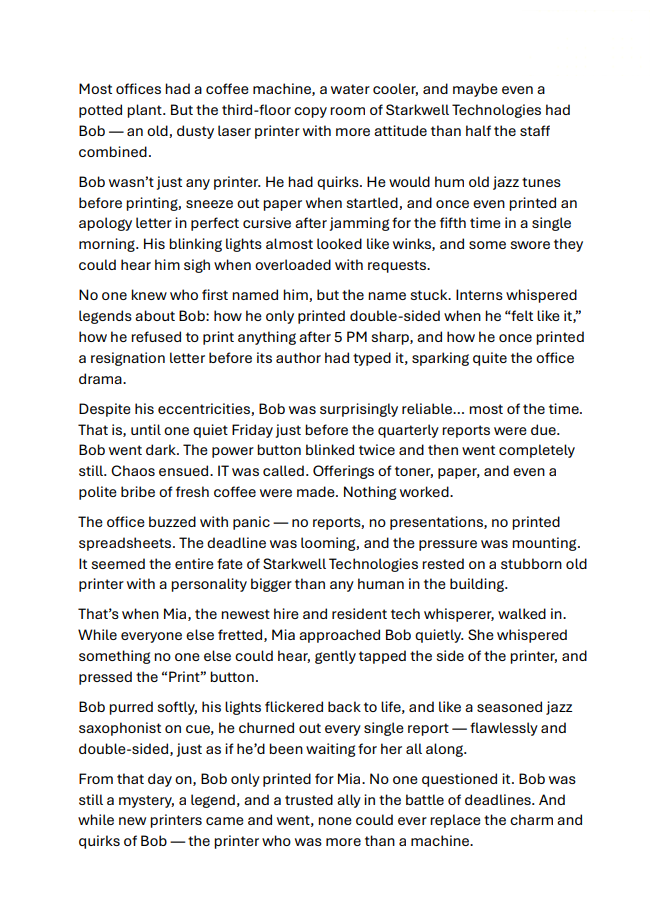 Most offices had a coffee machine, a water cooler, and maybe even a
potted plant. But the third-floor copy room of Starkwell Technologies had
Bob — an old, dusty laser printer with more attitude than half the staff
combined.
Bob wasn’t just any printer. He had quirks. He would hum old jazz tunes
before printing, sneeze out paper when startled, and once even printed an
apology letter in perfect cursive after jamming for the fifth time in a single
morning. His blinking lights almost looked like winks, and some swore they
could hear him sigh when overloaded with requests.
No one knew who first named him, but the name stuck. Interns whispered
legends about Bob: how he only printed double-sided when he “felt like it,”
how he refused to print anything after 5 PM sharp, and how he once printed
a resignation letter before its author had typed it, sparking quite the office
drama.
Despite his eccentricities, Bob was surprisingly reliable... most of the time.
That is, until one quiet Friday just before the quarterly reports were due.
Bob went dark. The power button blinked twice and then went completely
still. Chaos ensued. IT was called. Offerings of toner, paper, and even a
polite bribe of fresh coffee were made. Nothing worked.
The office buzzed with panic — no reports, no presentations, no printed
spreadsheets. The deadline was looming, and the pressure was mounting.
It seemed the entire fate of Starkwell Technologies rested on a stubborn old
printer with a personality bigger than any human in the building.
That’s when Mia, the newest hire and resident tech whisperer, walked in.
While everyone else fretted, Mia approached Bob quietly. She whispered
something no one else could hear, gently tapped the side of the printer, and
pressed the “Print” button.
Bob purred softly, his lights flickered back to life, and like a seasoned jazz
saxophonist on cue, he churned out every single report — flawlessly and
double-sided, just as if he’d been waiting for her all along.
From that day on, Bob only printed for Mia. No one questioned it. Bob was
still a mystery, a legend, and a trusted ally in the battle of deadlines. And
while new printers came and went, none could ever replace the charm and
quirks of Bob — the printer who was more than a machine.